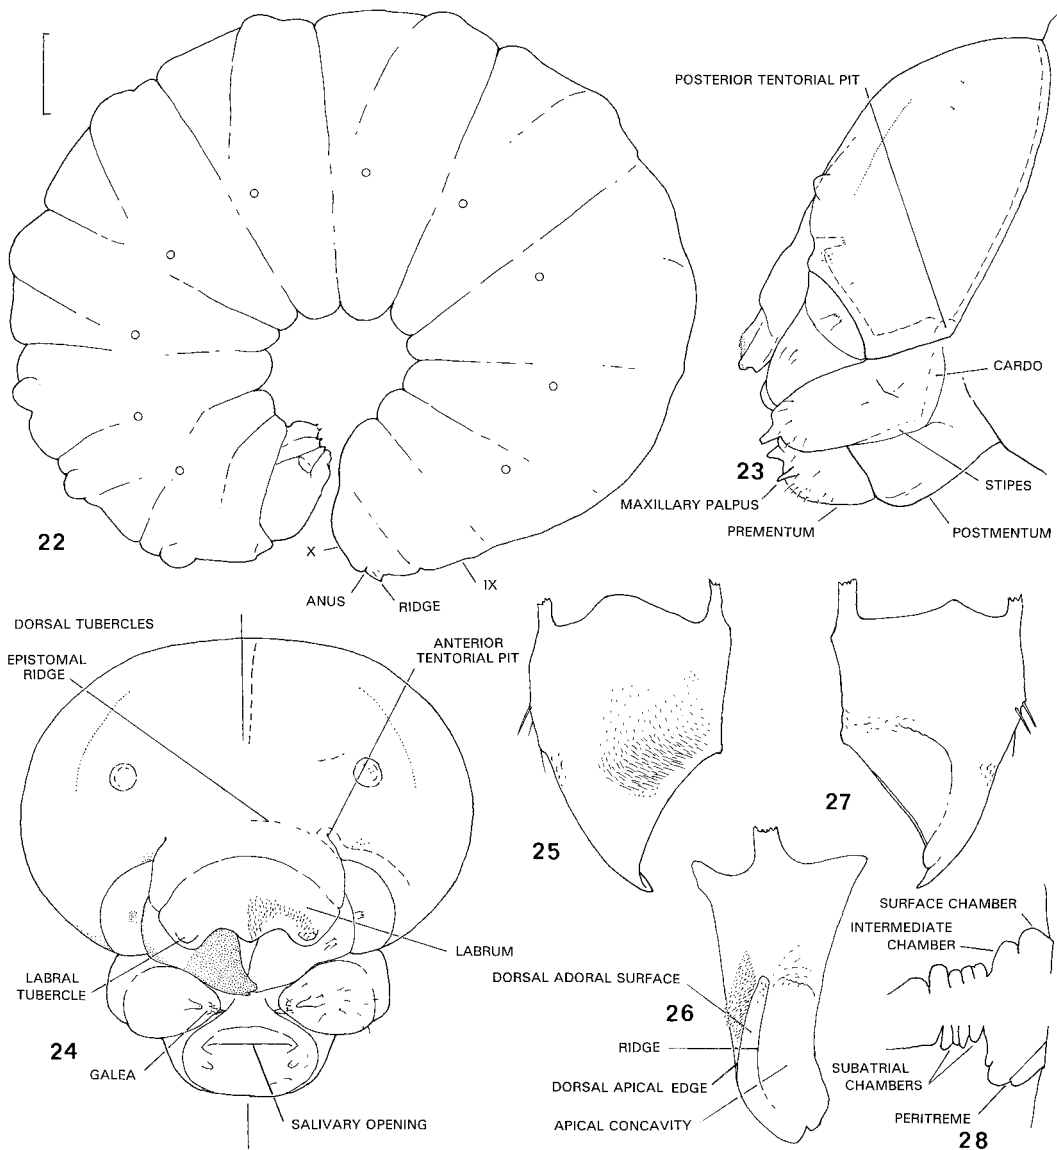 POSTERIOR TENTORIAL PIT
CARDO
23
STIPES
MAXILLARY PALPUS
PREMENTUM
POSTMENTUM
22
X
ANUS
RIDGE
IX
DORSAL TUBERCLES
EPISTOMAL
RIDGE
ANTERIOR
TENTORIAL PIT
LABRUM
LABRAL
TUBERCLE
24
GALEA
SALIVARY OPENING
25
27
DORSAL ADORAL SURFACE
26
RIDGE
DORSAL APICAL EDGE
APICAL CONCAVITY
SURFACE CHAMBER
INTERMEDIATE
CHAMBER
SUBATRIAL
CHAMBERS
PERITREME
28